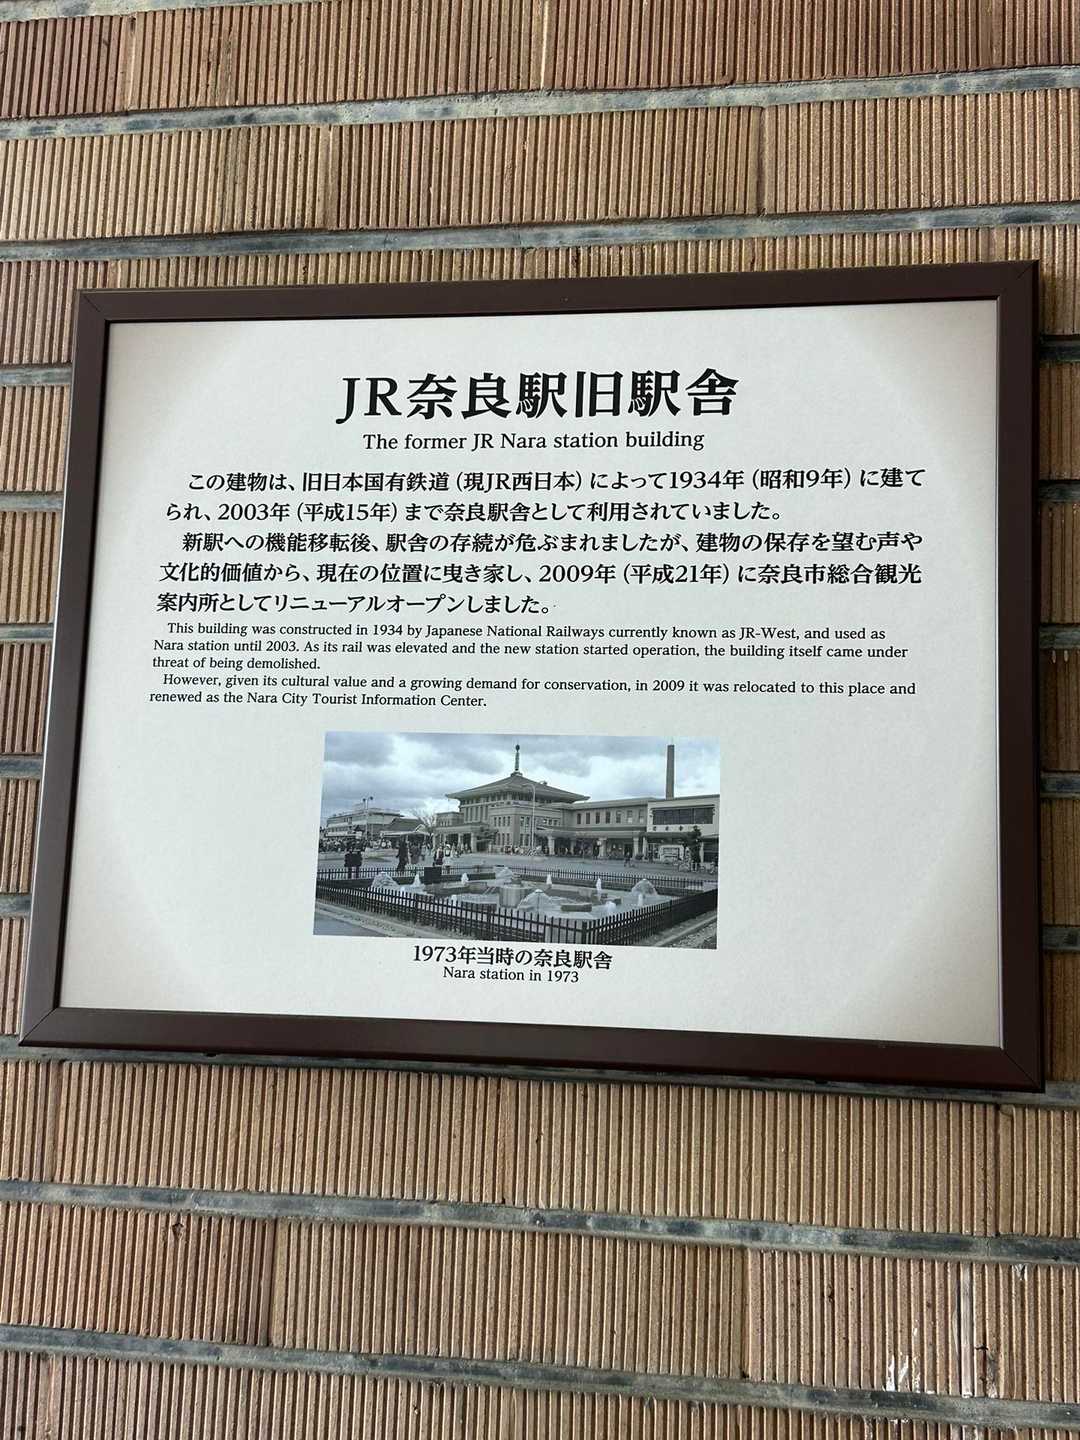 JR奈良駅旧駅舎
The former JR Nara station building
この建物は、旧日本国有鉄道（現JR西日本）によって1934年（昭和9年）に建て
られ、2003年（平成15年）まで奈良駅舎として利用されていました。
新駅への機能移転後、駅舎の存続が危ぶまれましたが、建物の保存を望む声や
文化的価値から、現在の位置に曳き家し、2009年（平成21年）に奈良市総合観光
案内所としてリニューアルオープンしました。
This building was constructed in 1934 by Japanese National Railways currently known as JR-West, and used as
Nara station until 2003. As its rail was elevated and the new station started operation, the building itself came under
threat of being demolished.
However, given its cultural value and a growing demand for conservation, in 2009 it was relocated to this place and
renewed as the Nara City Tourist Information Center.
1973年当時の奈良駅舎
Nara station in 1973